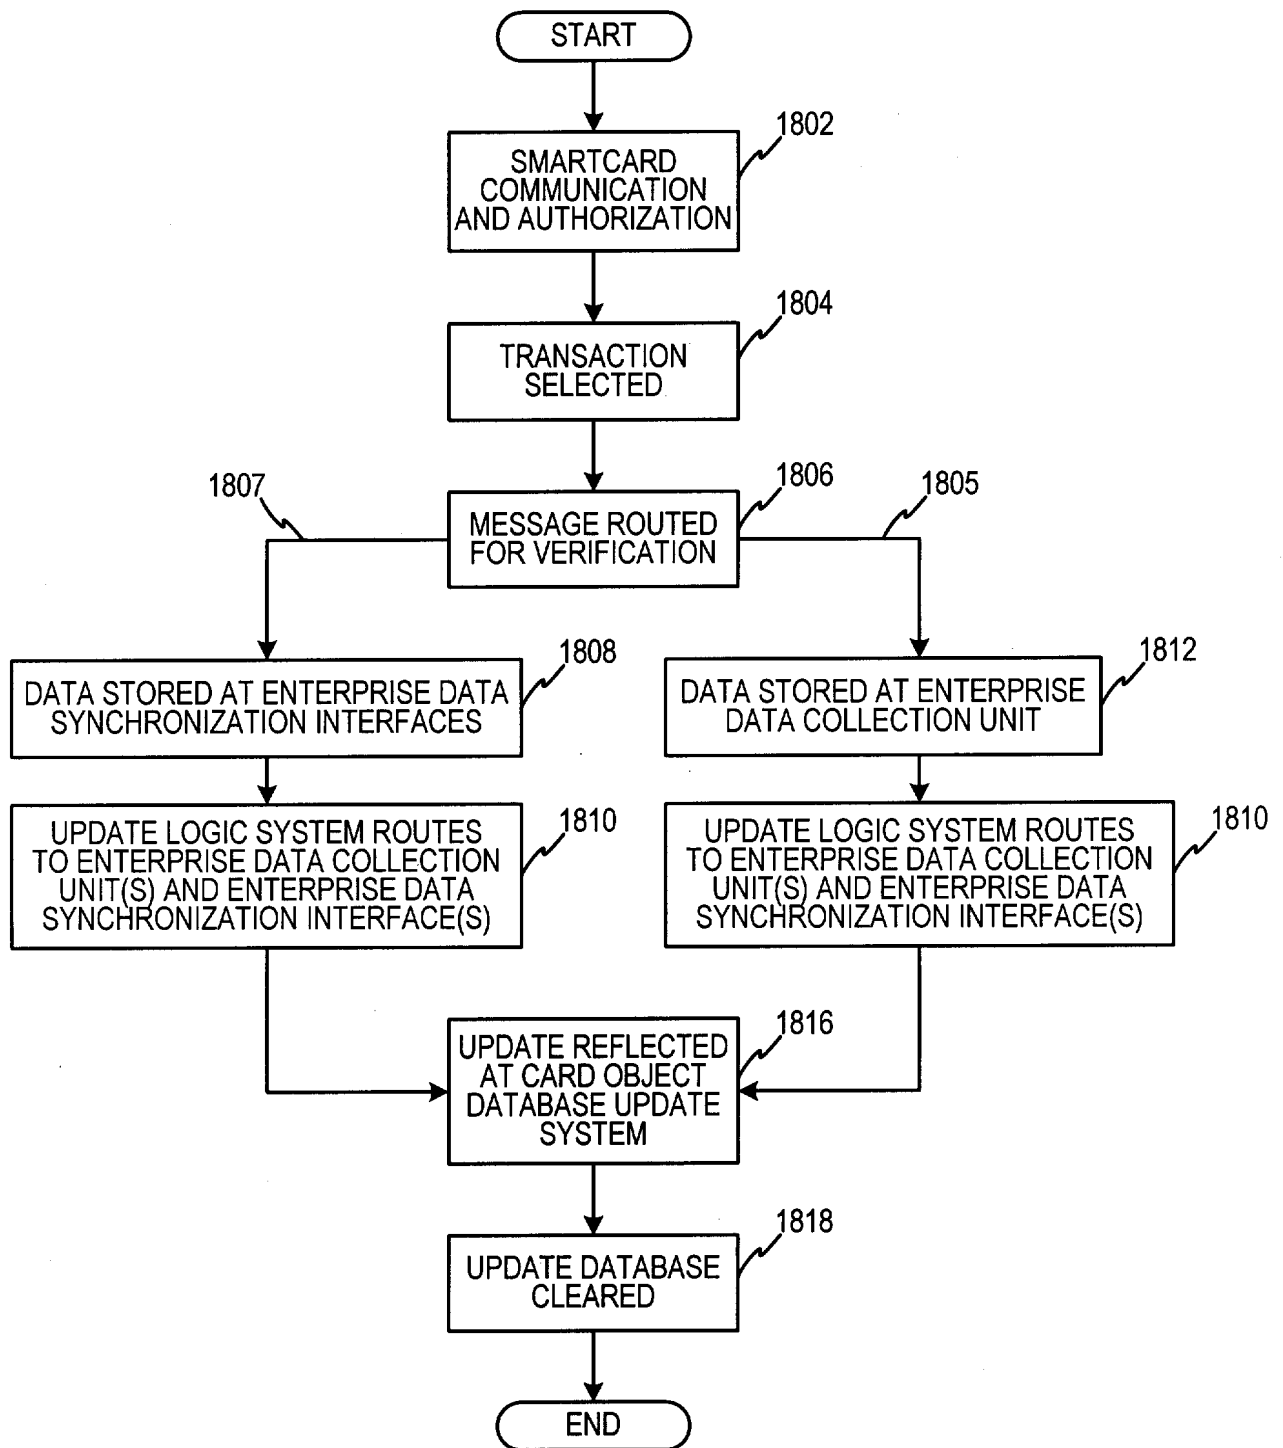 START
1802
SMARTCARD
COMMUNICATION
AND AUTHORIZATION
1804
TRANSACTION
SELECTED
1807
1806
1805
MESSAGE ROUTED
FOR VERIFICATION
1808
DATA STORED AT ENTERPRISE DATA
SYNCHRONIZATION INTERFACES
1812
DATA STORED AT ENTERPRISE
DATA COLLECTION UNIT
1810
UPDATE LOGIC SYSTEM ROUTES
TO ENTERPRISE DATA COLLECTION
UNIT(S) AND ENTERPRISE DATA
SYNCHRONIZATION INTERFACE(S)
1810
UPDATE LOGIC SYSTEM ROUTES
TO ENTERPRISE DATA COLLECTION
UNIT(S) AND ENTERPRISE DATA
SYNCHRONIZATION INTERFACE(S)
1816
UPDATE REFLECTED
AT CARD OBJECT
DATABASE UPDATE
SYSTEM
1818
UPDATE DATABASE
CLEARED
END